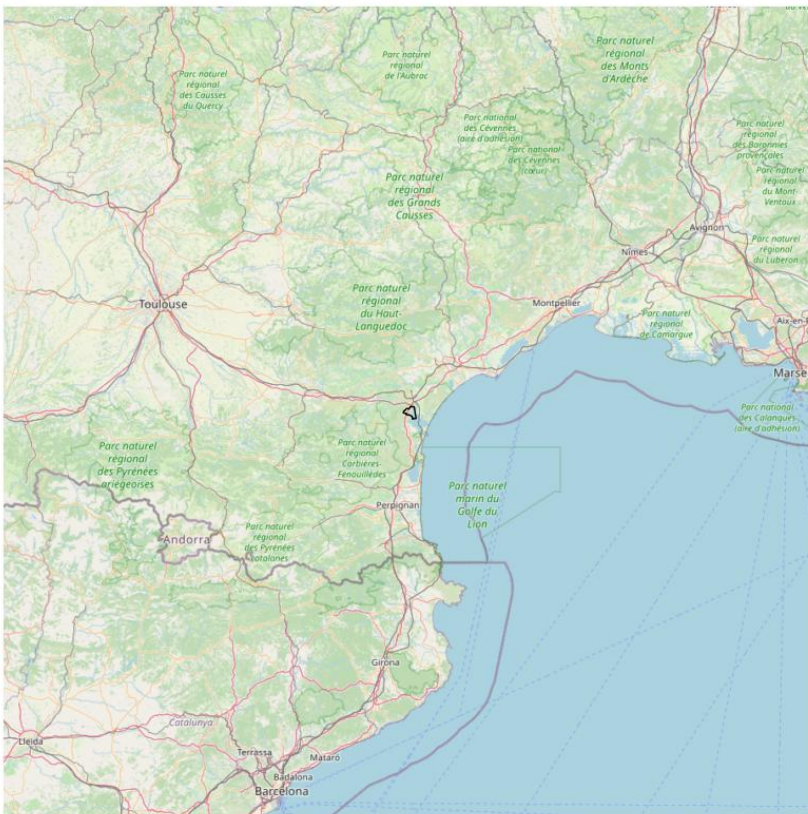 Parc naturel
régional
des Monts
d'Ardèche
Parc naturel
régional
de l'Aubrac
Parc naturel
régional
des Causses
du Quercy
Parc national
des Cévennes
(aire d'adhésion)
Parc national
des Cévennes
(cœur
Parc naturel
régional
des Baronnies
provençales
Parc naturel
régional
du Mont-
Ventoux
Parc naturel
régional
des Grands
Causses
Avignon
Parc naturel
régional
du Luberon
Nîmes
Toulouse
Parc naturel
régional
du Haut-
Languedoc
Montpellier
Parc naturel
régional
de Camargue
Aix-en-
Marse
Parc national
des Calanques
(aire d'adhésion)
Parc naturel
régional
des Pyrénées
ariégeoises
Parc naturel
régional
Corbières-
Fenouillèdes
Parc naturel
marin du
Golfe du
Lion
Perpignan
Andorra
Parc naturel
régional
des Pyrénées
catalanes
Girona
Catalunya
Lleida
Terrassa
Mataró
Badalona
Barcelona